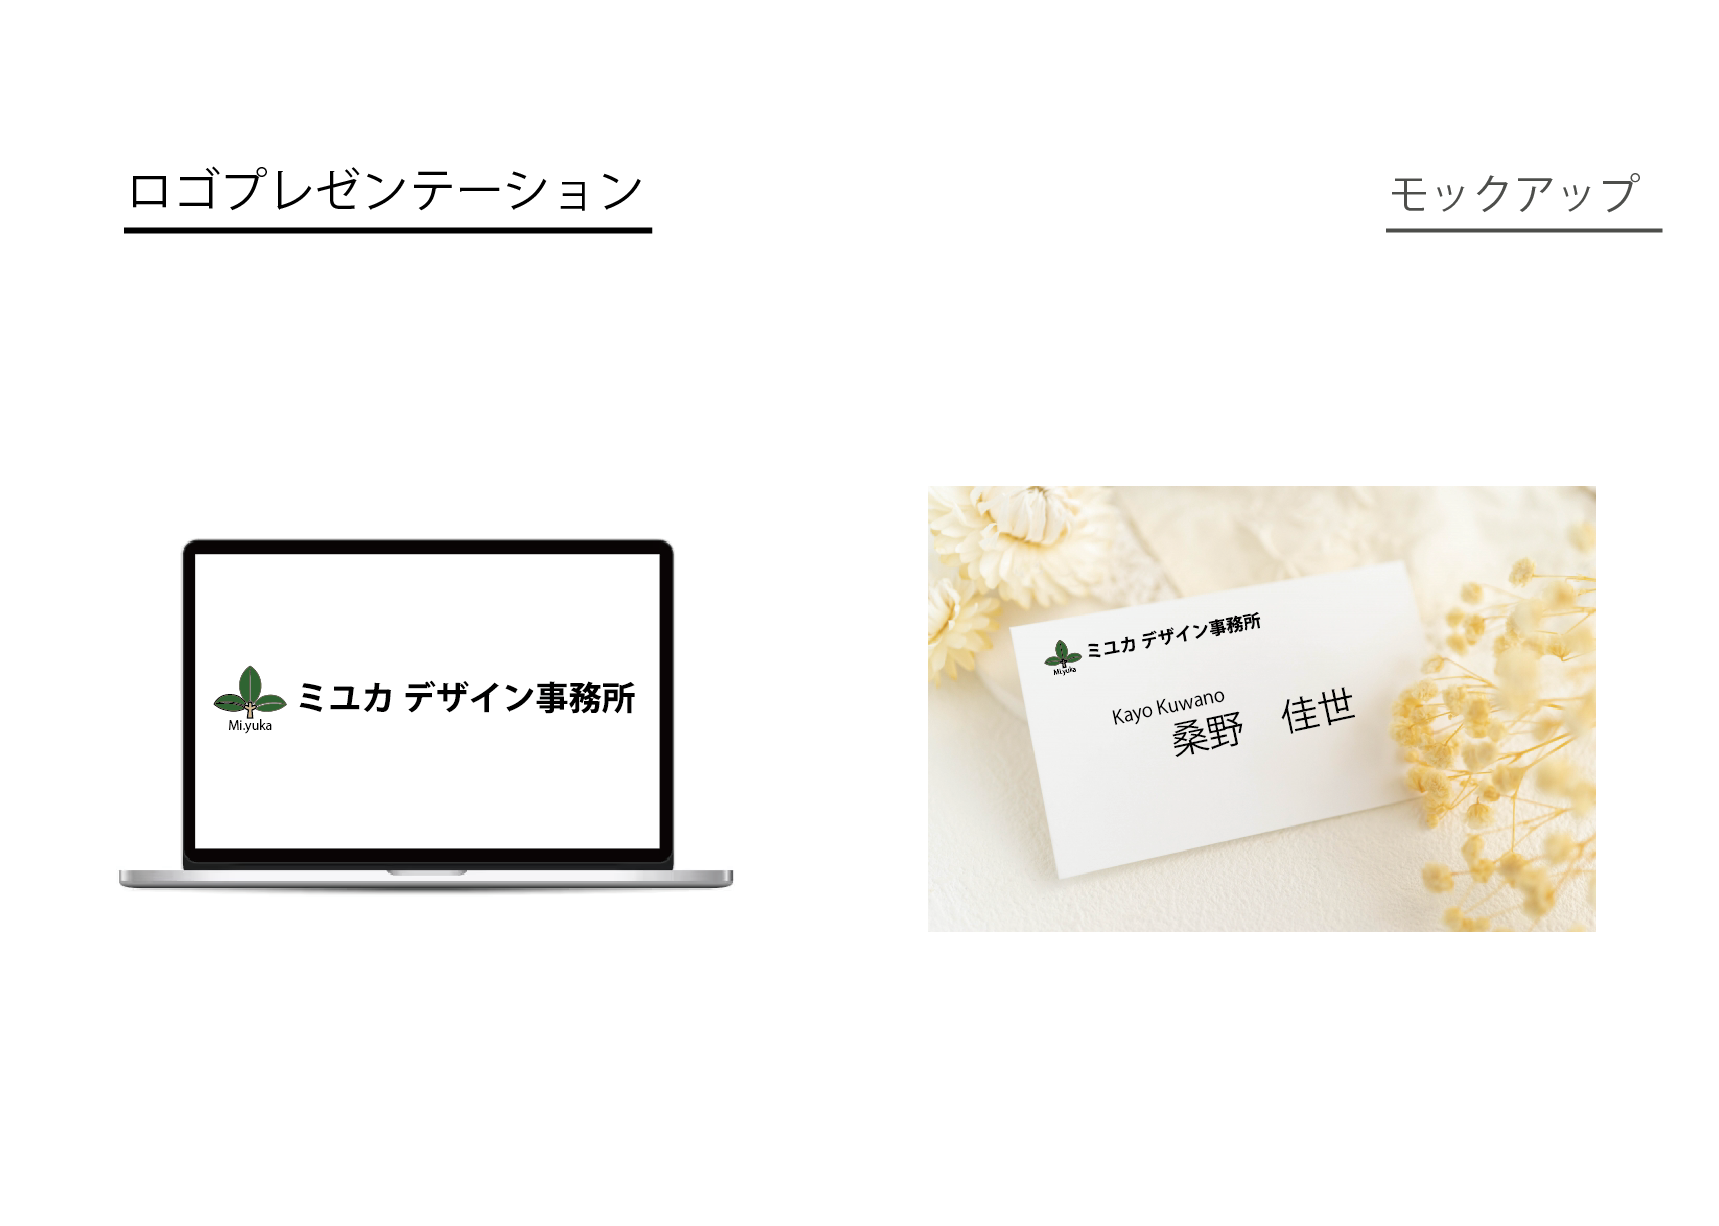 ロゴプレゼンテーション
モックアップ
ミユカ デザイン事務所
Mi.yuka
ミユカ デザイン事務所
Mi.yuka
Kayo Kuwano
桑野　佳世